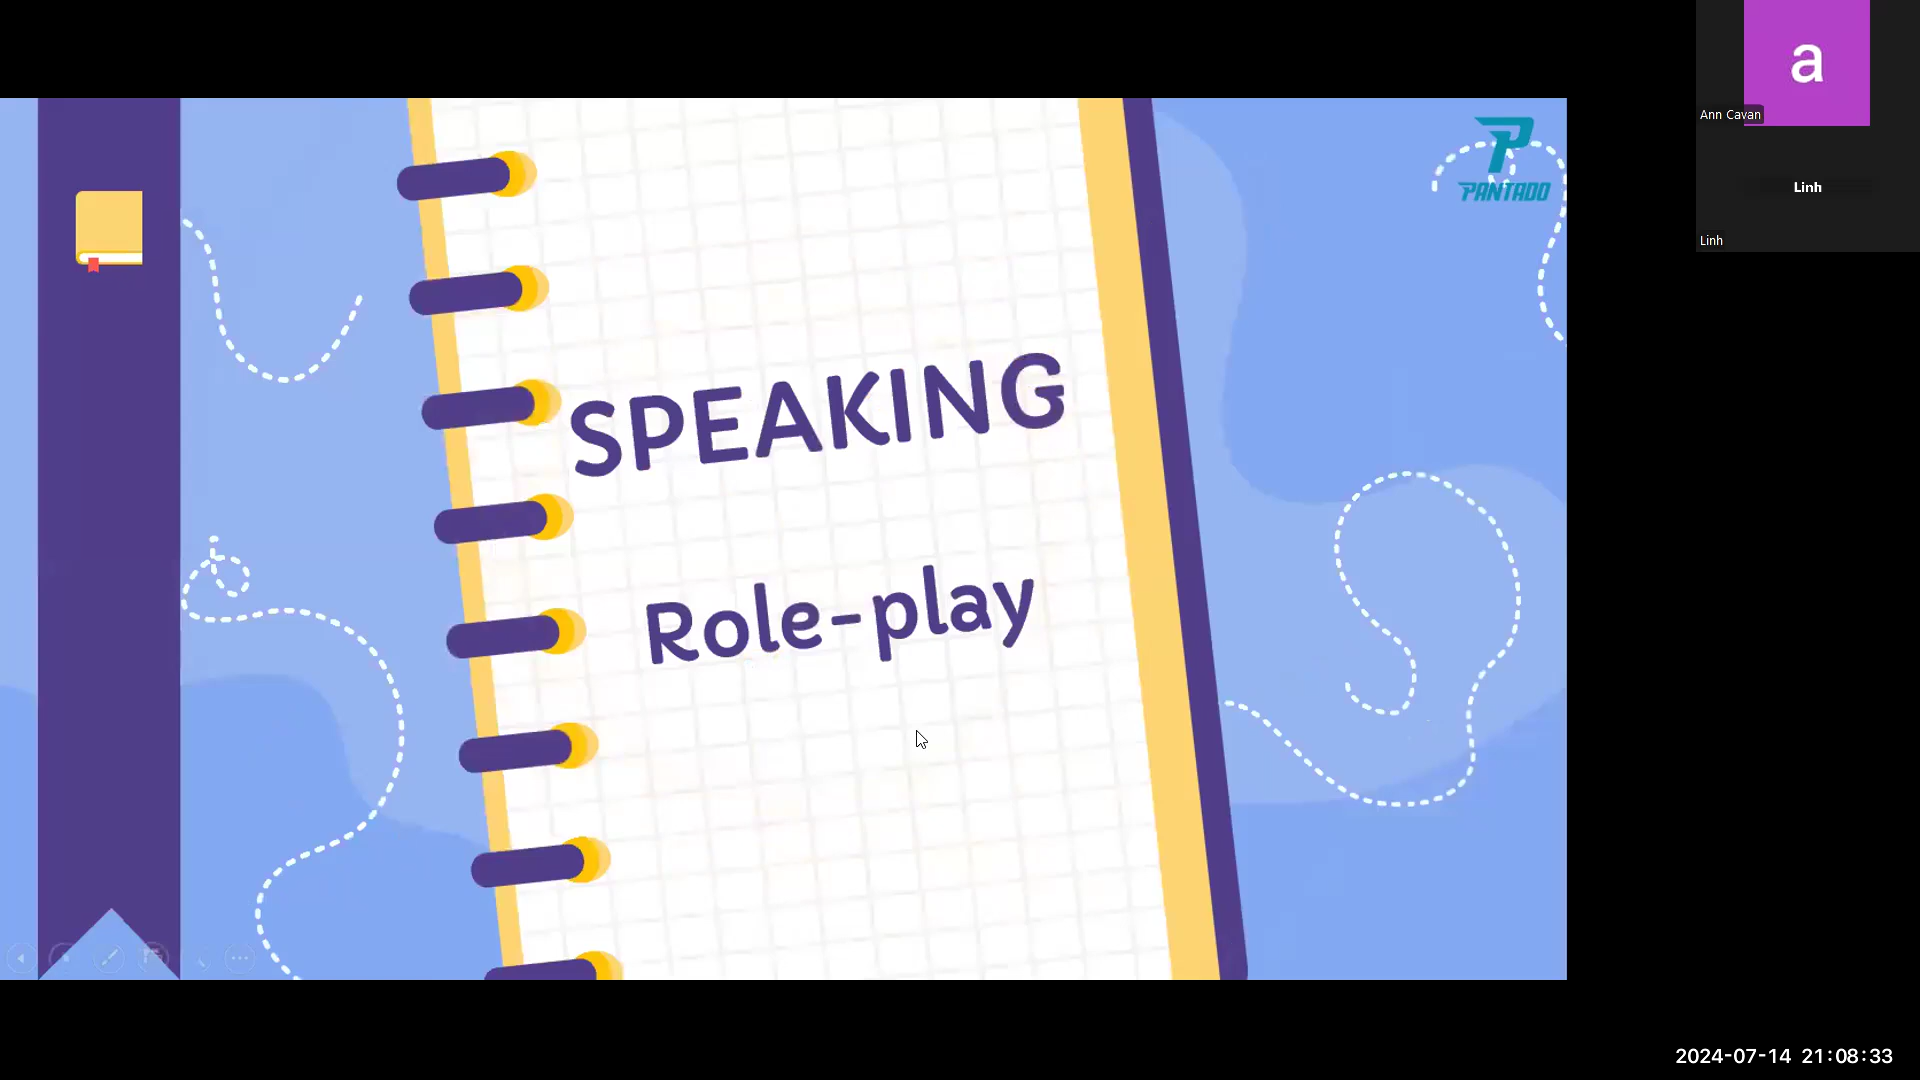 SPEAKING
Role-play
PANTADO
a
Ann Cavan
Linh
Linh
2024-07-14 21:08:33